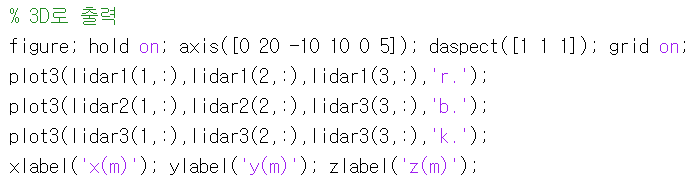 % 3D로 출력
figure; hold on; axis([0 20 -10 10 0 5]); daspect([1 1 1]); grid on;
plot3(lidar1(1,:),lidar1(2,:),lidar1(3,:),'r.');
plot3(lidar2(1,:),lidar2(2,:),lidar3(3,:),'b.');
plot3(lidar3(1,:),lidar3(2,:),lidar3(3,:),'k.');
xlabel('x(m)'); ylabel('y(m)'); zlabel('z(m)');